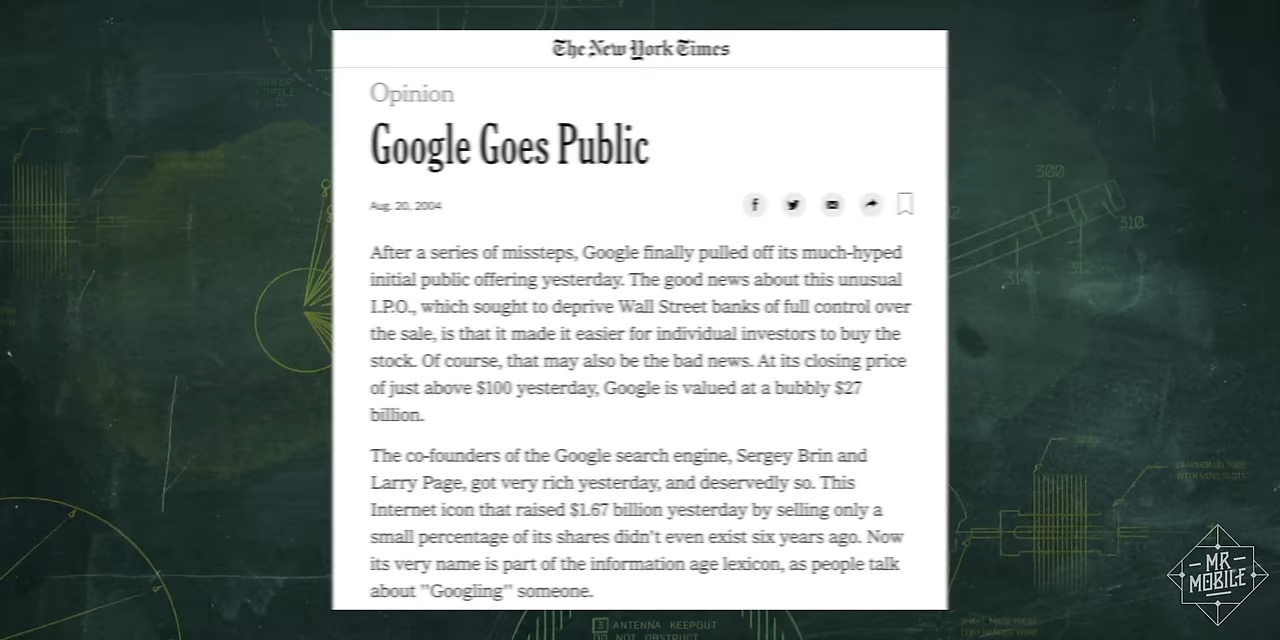 The New York Times
Opinion
Google Goes Public
Aug. 20, 2004
After a series of missteps, Google finally pulled off its much-hyped
initial public offering yesterday. The good news about this unusual
I.P.O., which sought to deprive Wall Street banks of full control over
the sale, is that it made it easier for individual investors to buy the
stock. Of course, that may also be the bad news. At its closing price
of just above $100 yesterday, Google is valued at a bubbly $27
billion.
The co-founders of the Google search engine, Sergey Brin and
Larry Page, got very rich yesterday, and deservedly so. This
Internet icon that raised $1.67 billion yesterday by selling only a
small percentage of its shares didn't even exist six years ago. Now
its very name is part of the information age lexicon, as people talk
about "Googling" someone.
300
310
MR
MOBILE
3 ANTENNA KEEPOUT
DO NOT OBSTRUCT